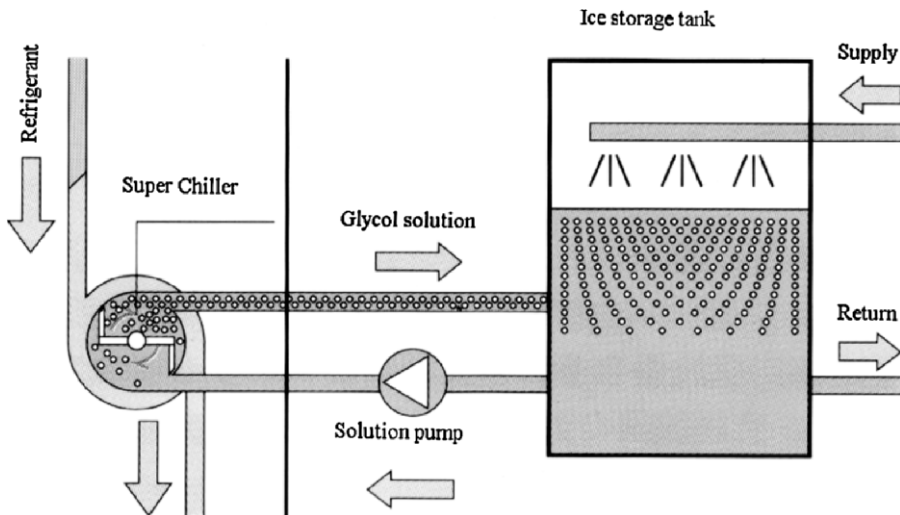 Ice storage tank
Supply
Refrigerant
Super Chiller
Glycol solution
Return
Solution pump